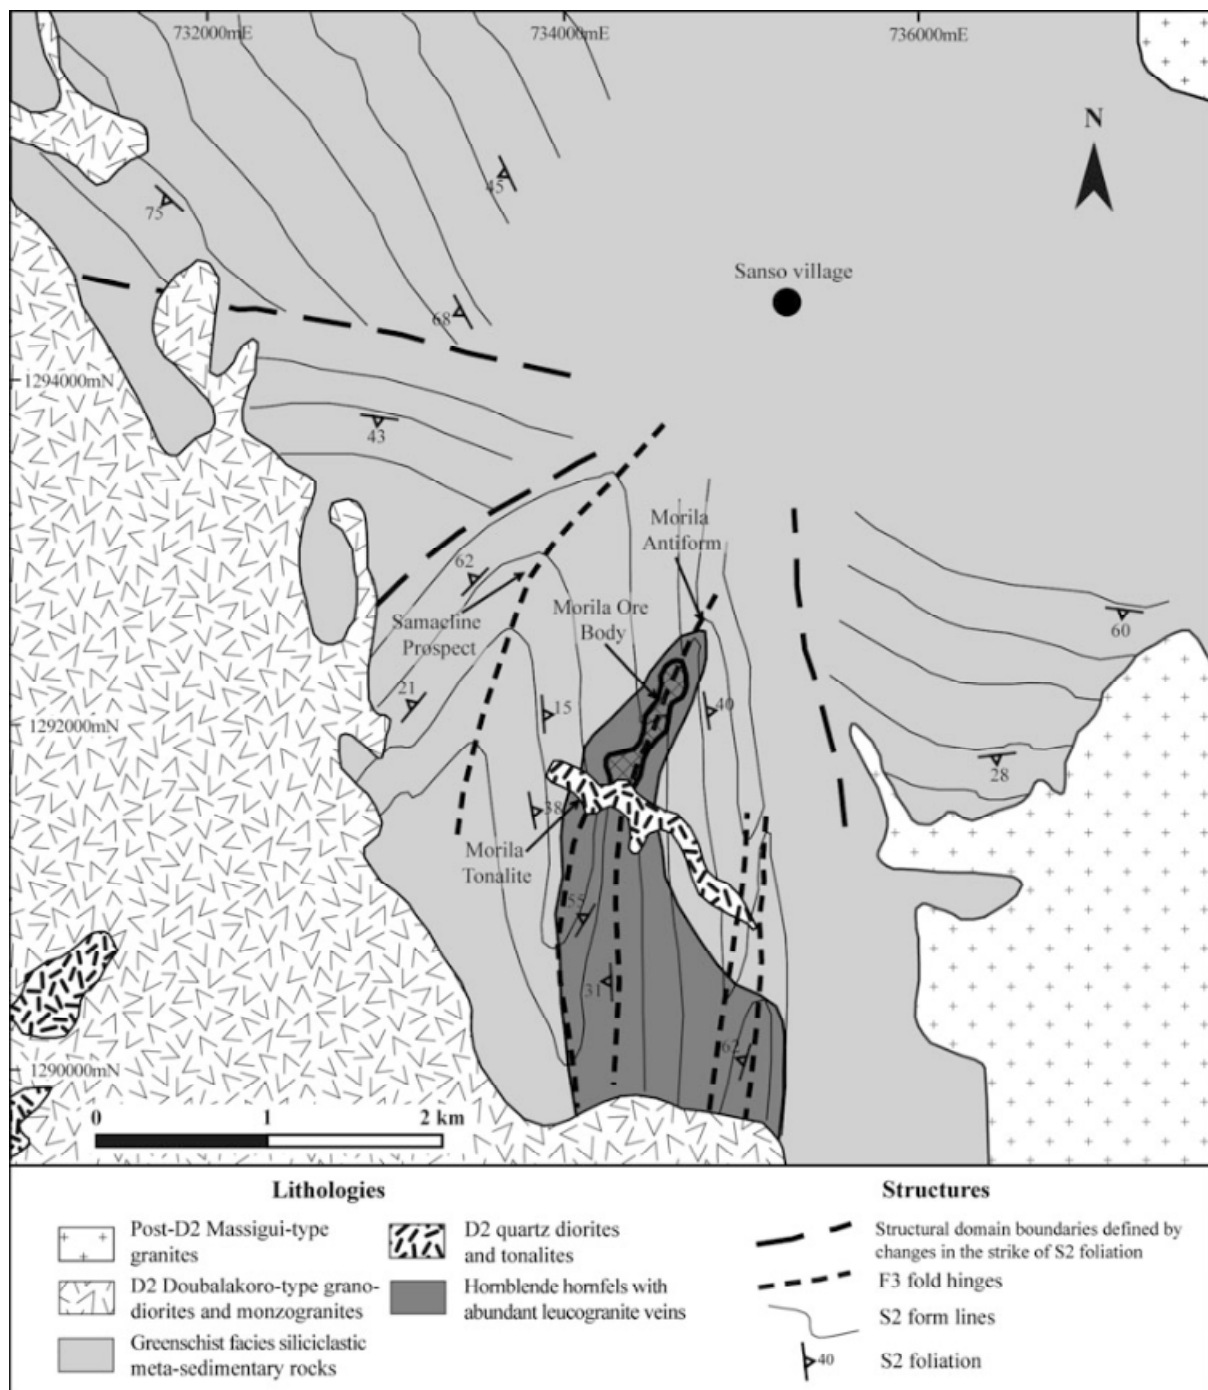 732000mE
734000mE
736000mE
N
45
75
Sanso village
68
1294000mN
43
Morila
Antiform
62
Morila Ore
Body
Samacline
Prospect
60
21
15
40
1292000mN
28
38
Morila
Tonalite
55
31
62
1290000mN
0 1 2 km
Lithologies
Post-D2 Massigui-type
granites
D2 Doubalakoro-type grano-
diorites and monzogranites
Greenschist facies siliciclastic
meta-sedimentary rocks
D2 quartz diorites
and tonalites
Hornblende hornfels with
abundant leucogranite veins
Structures
Structural domain boundaries defined by
changes in the strike of S2 foliation
F3 fold hinges
S2 form lines
40
S2 foliation